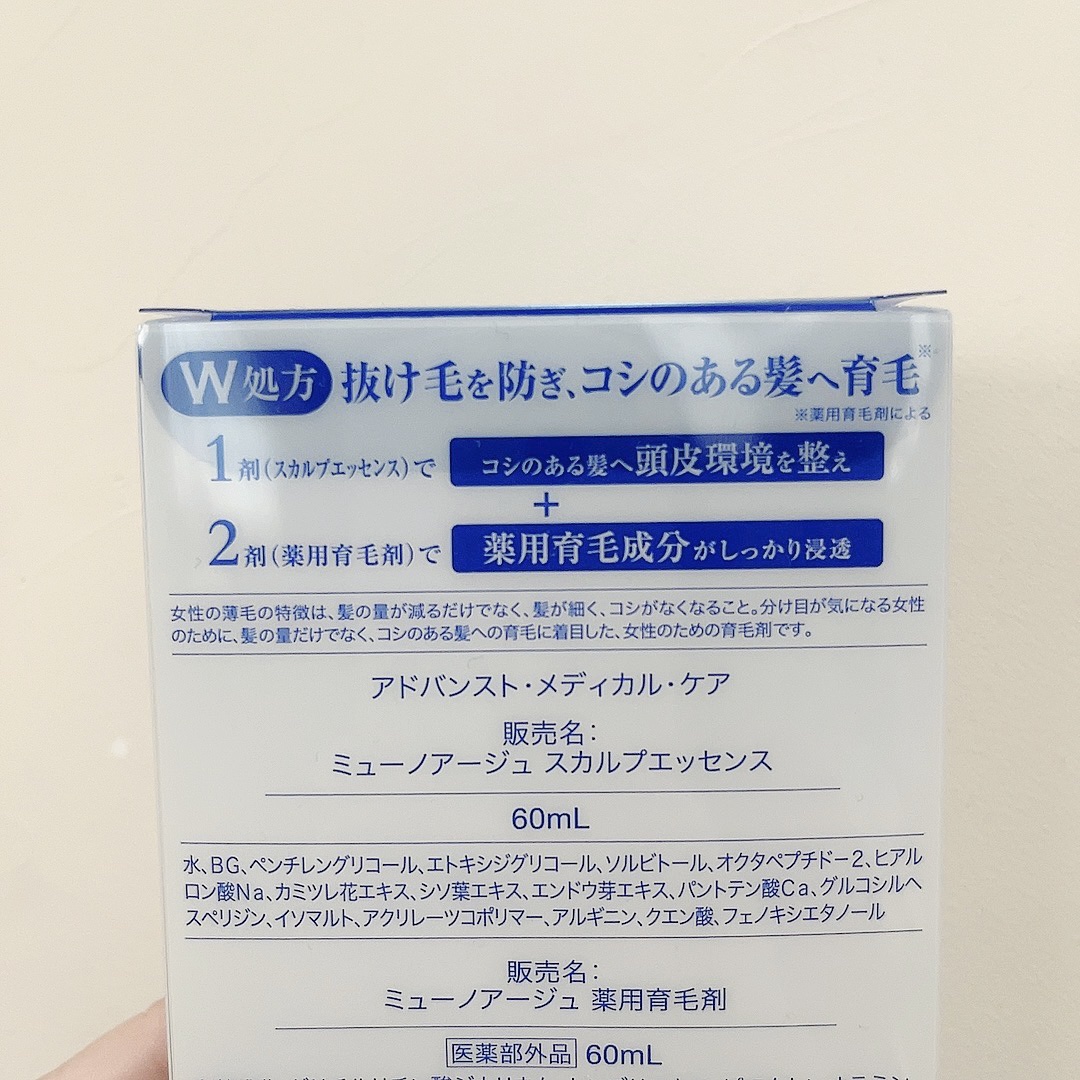 W処方 抜け毛を防ぎ、コシのある髪へ育毛※
※薬用育毛剤による
1剤(スカルプエッセンス)で コシのある髪へ頭皮環境を整え
+
2剤(薬用育毛剤)で 薬用育毛成分がしっかり浸透
女性の薄毛の特徴は、髪の量が減るだけでなく、髪が細く、コシがなくなること。分け目が気になる女性
のために、髪の量だけでなく、コシのある髪への育毛に着目した、女性のための育毛剤です。
アドバンスト・メディカル・ケア
販売名:
ミューノアージュ スカルプエッセンス
60mL
水、BG、ペンチレングリコール、エトキシジグリコール、ソルビトール、オクタペプチド-2、ヒアル
ロン酸Na、カミツレ花エキス、シソ葉エキス、エンドウ芽エキス、パントテン酸Ca、グルコシルヘ
スペリジン、イソマルト、アクリレーツコポリマー、アルギニン、クエン酸、フェノキシエタノール
販売名:
ミューノアージュ 薬用育毛剤
医薬部外品 60mL